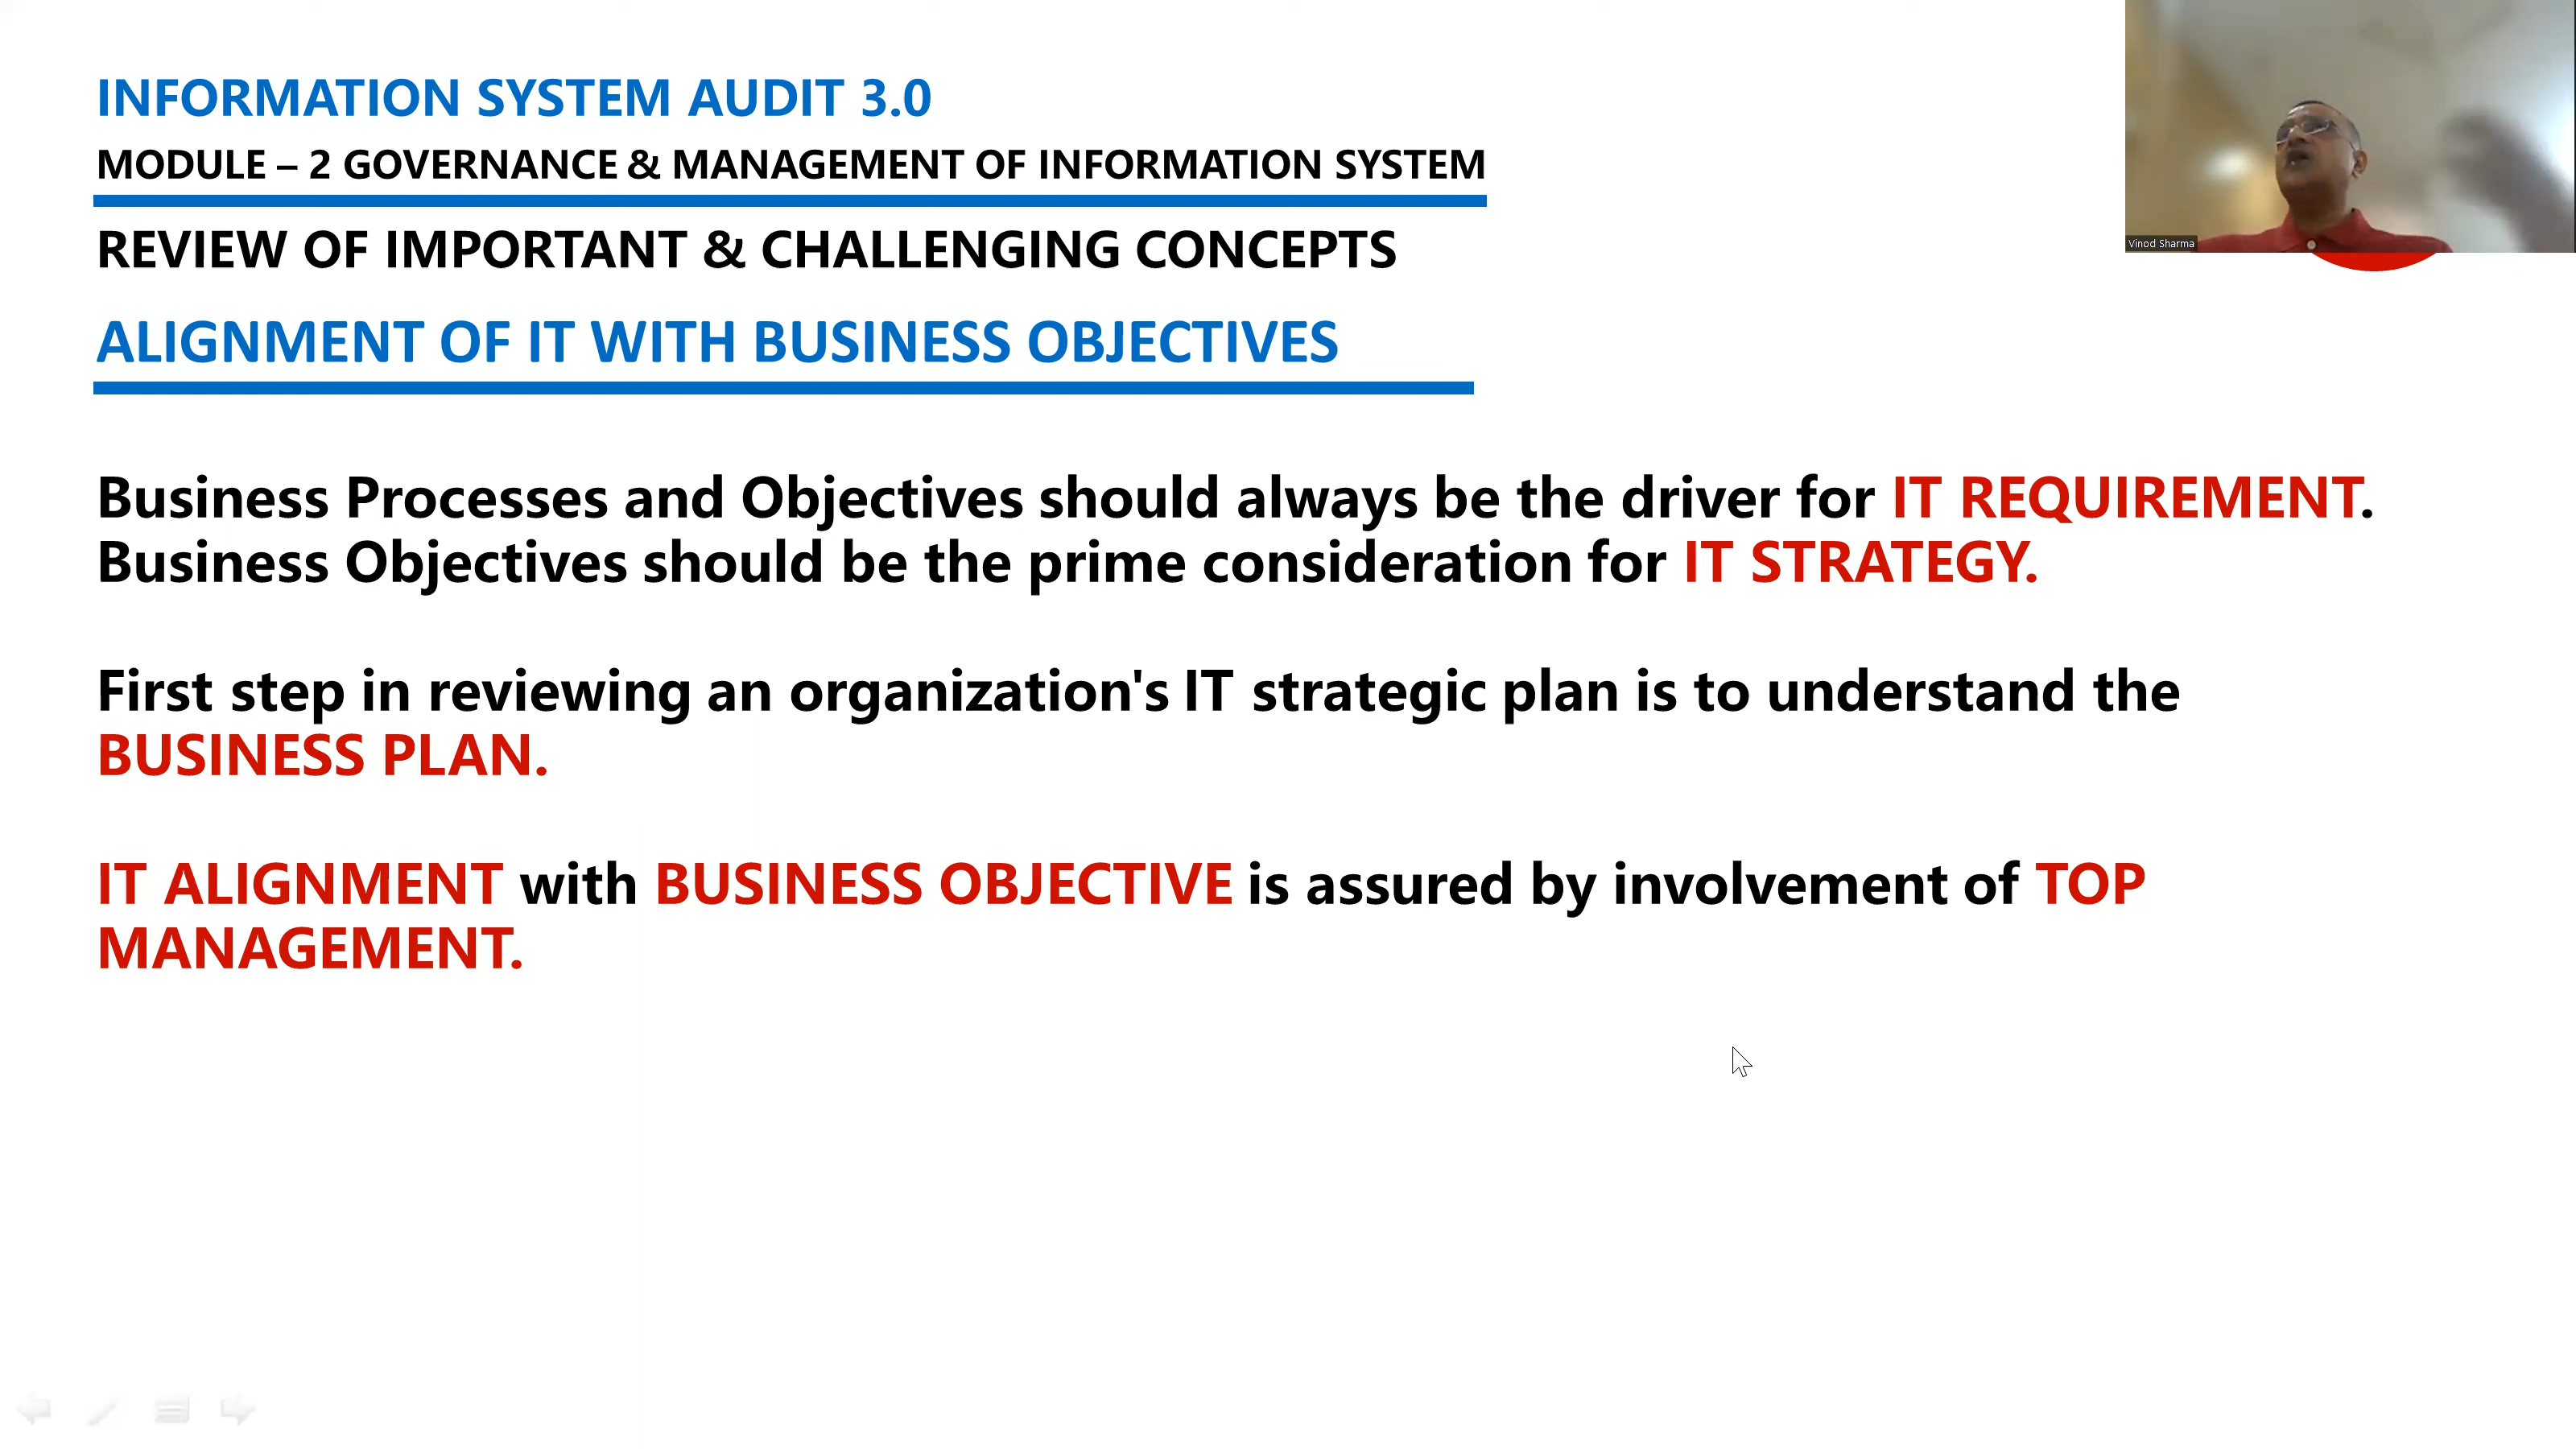 INFORMATION SYSTEM AUDIT 3.0
MODULE – 2 GOVERNANCE & MANAGEMENT OF INFORMATION SYSTEM
REVIEW OF IMPORTANT & CHALLENGING CONCEPTS
ALIGNMENT OF IT WITH BUSINESS OBJECTIVES
Vinod Sharma
Business Processes and Objectives should always be the driver for IT REQUIREMENT.
Business Objectives should be the prime consideration for IT STRATEGY.
First step in reviewing an organization's IT strategic plan is to understand the
BUSINESS PLAN.
IT ALIGNMENT with BUSINESS OBJECTIVE is assured by involvement of TOP
MANAGEMENT.